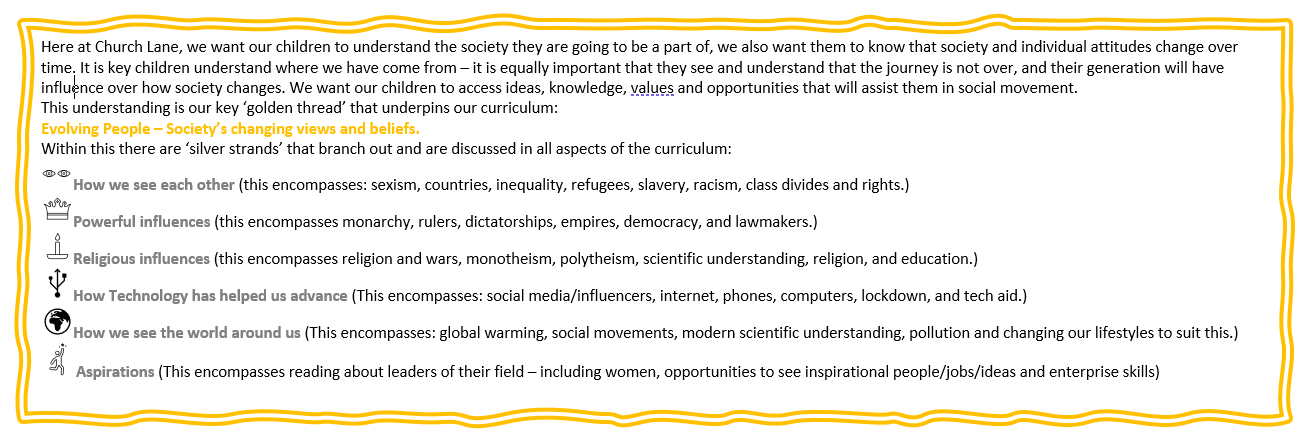 Here at Church Lane, we want our children to understand the society they are going to be a part of, we also want them to know that society and individual attitudes change over
time. It is key children understand where we have come from – it is equally important that they see and understand that the journey is not over, and their generation will have
influence over how society changes. We want our children to access ideas, knowledge, values and opportunities that will assist them in social movement.
This understanding is our key ‘golden thread’ that underpins our curriculum:
Evolving People – Society’s changing views and beliefs.
Within this there are ‘silver strands’ that branch out and are discussed in all aspects of the curriculum:
How we see each other (this encompasses: sexism, countries, inequality, refugees, slavery, racism, class divides and rights.)
Powerful influences (this encompasses monarchy, rulers, dictatorships, empires, democracy, and lawmakers.)
Religious influences (this encompasses religion and wars, monotheism, polytheism, scientific understanding, religion, and education.)
How Technology has helped us advance (This encompasses: social media/influencers, internet, phones, computers, lockdown, and tech aid.)
How we see the world around us (This encompasses: global warming, social movements, modern scientific understanding, pollution and changing our lifestyles to suit this.)
Aspirations (This encompasses reading about leaders of their field – including women, opportunities to see inspirational people/jobs/ideas and enterprise skills)